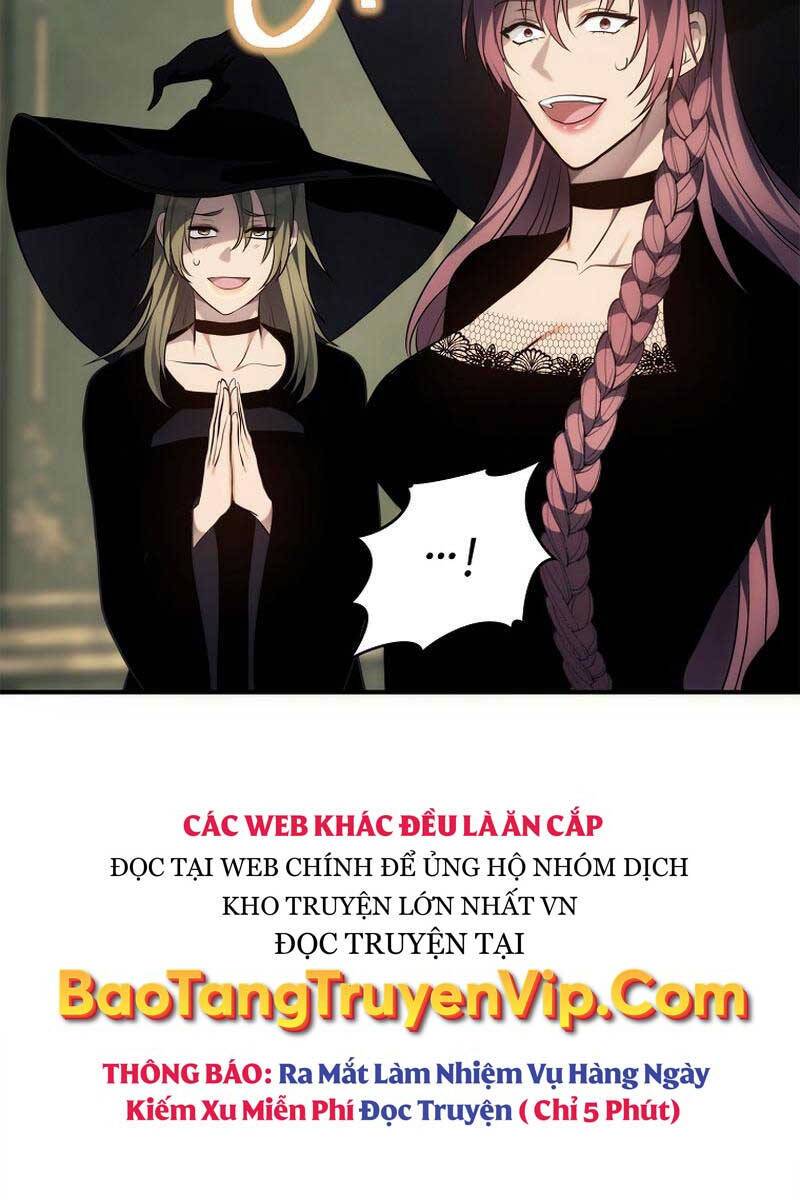 ...!
CÁC WEB KHÁC ĐỀU LÀ ĂN CẮP
ĐỌC TẠI WEB CHÍNH ĐỂ ỦNG HỘ NHÓM DỊCH
KHO TRUYỆN LỚN NHẤT VN
ĐỌC TRUYỆN TẠI
BaoTangTruyenVip.Com
THÔNG BÁO: Ra Mắt Làm Nhiệm Vụ Hàng Ngày
Kiếm Xu Miễn Phí Đọc Truyện ( Chỉ 5 Phút)